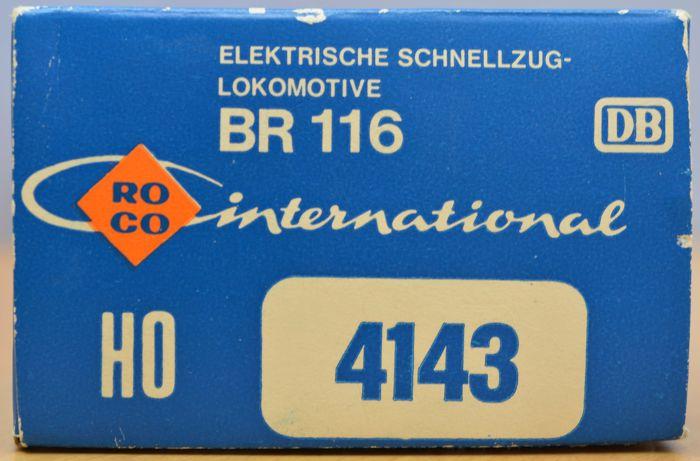 ELEKTRISCHE SCHNELLZUG-
LOKOMOTIVE
BR 116
DB
RO
CO
international
HO
4143